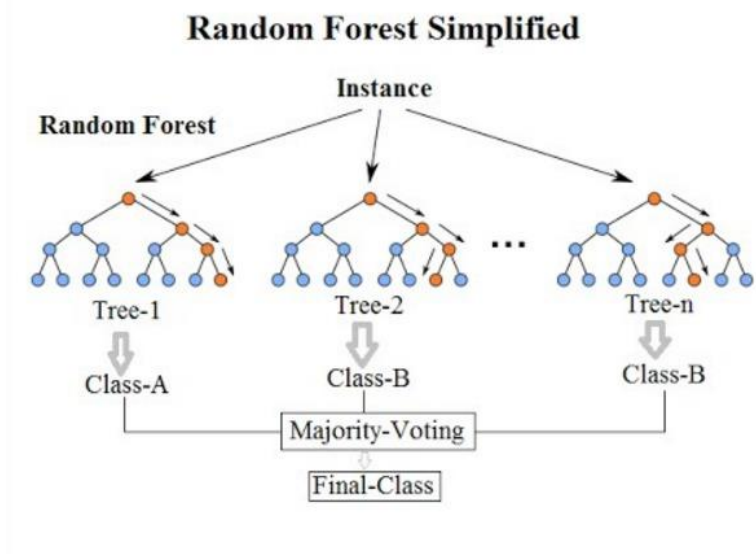 Random Forest Simplified
Instance
Random Forest
...
Tree-1
Tree-2
Tree-n
Class-A
Class-B
Class-B
Majority-Voting
Final-Class